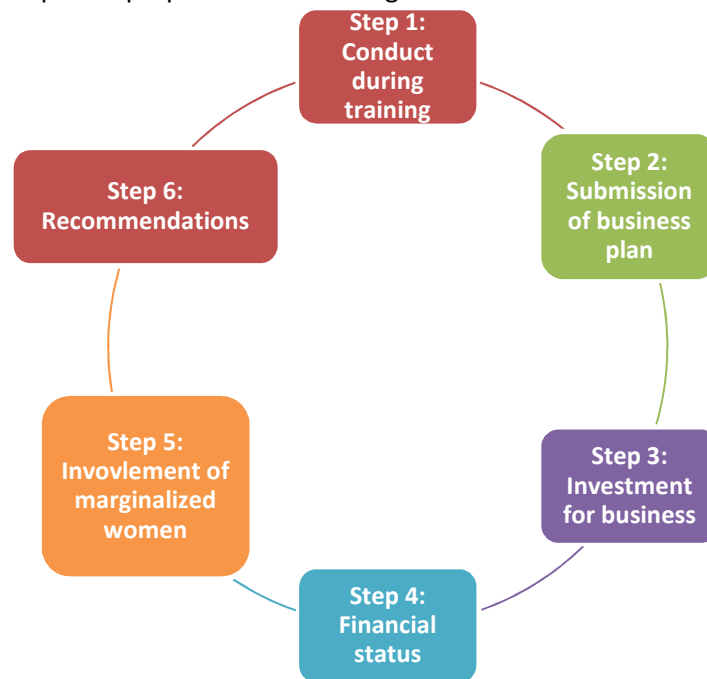 Step 1:
Conduct
during
training
Step 2:
Submission
of business
plan
Step 3:
Investment
for business
Step 4:
Financial
status
Step 5:
Invovlement of
marginalized
women
Step 6:
Recommendations